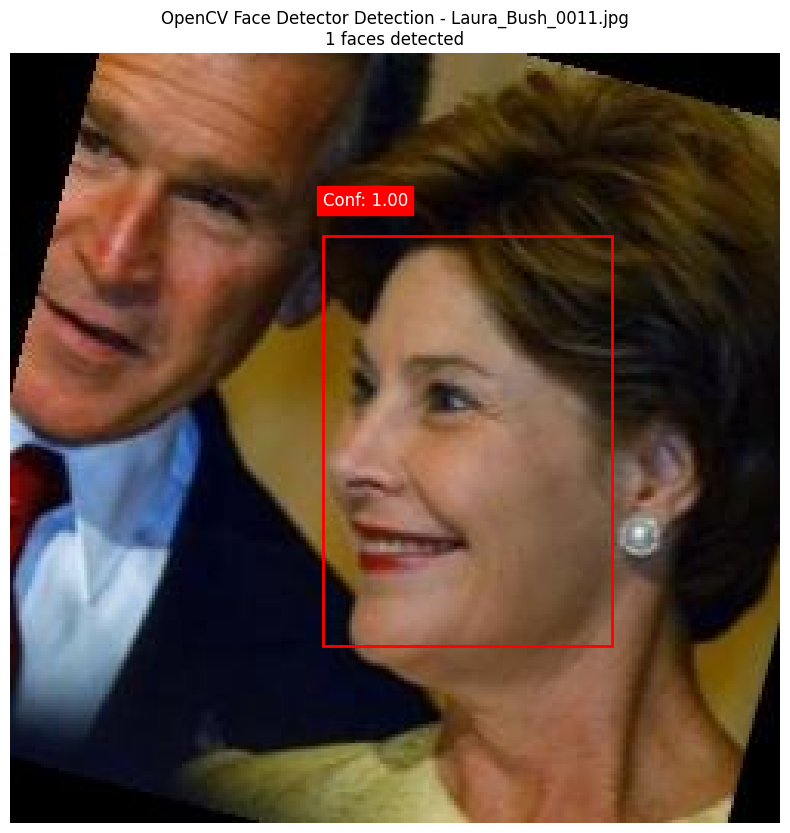 OpenCV Face Detector Detection - Laura_Bush_0011.jpg
1 faces detected
Conf: 1.00